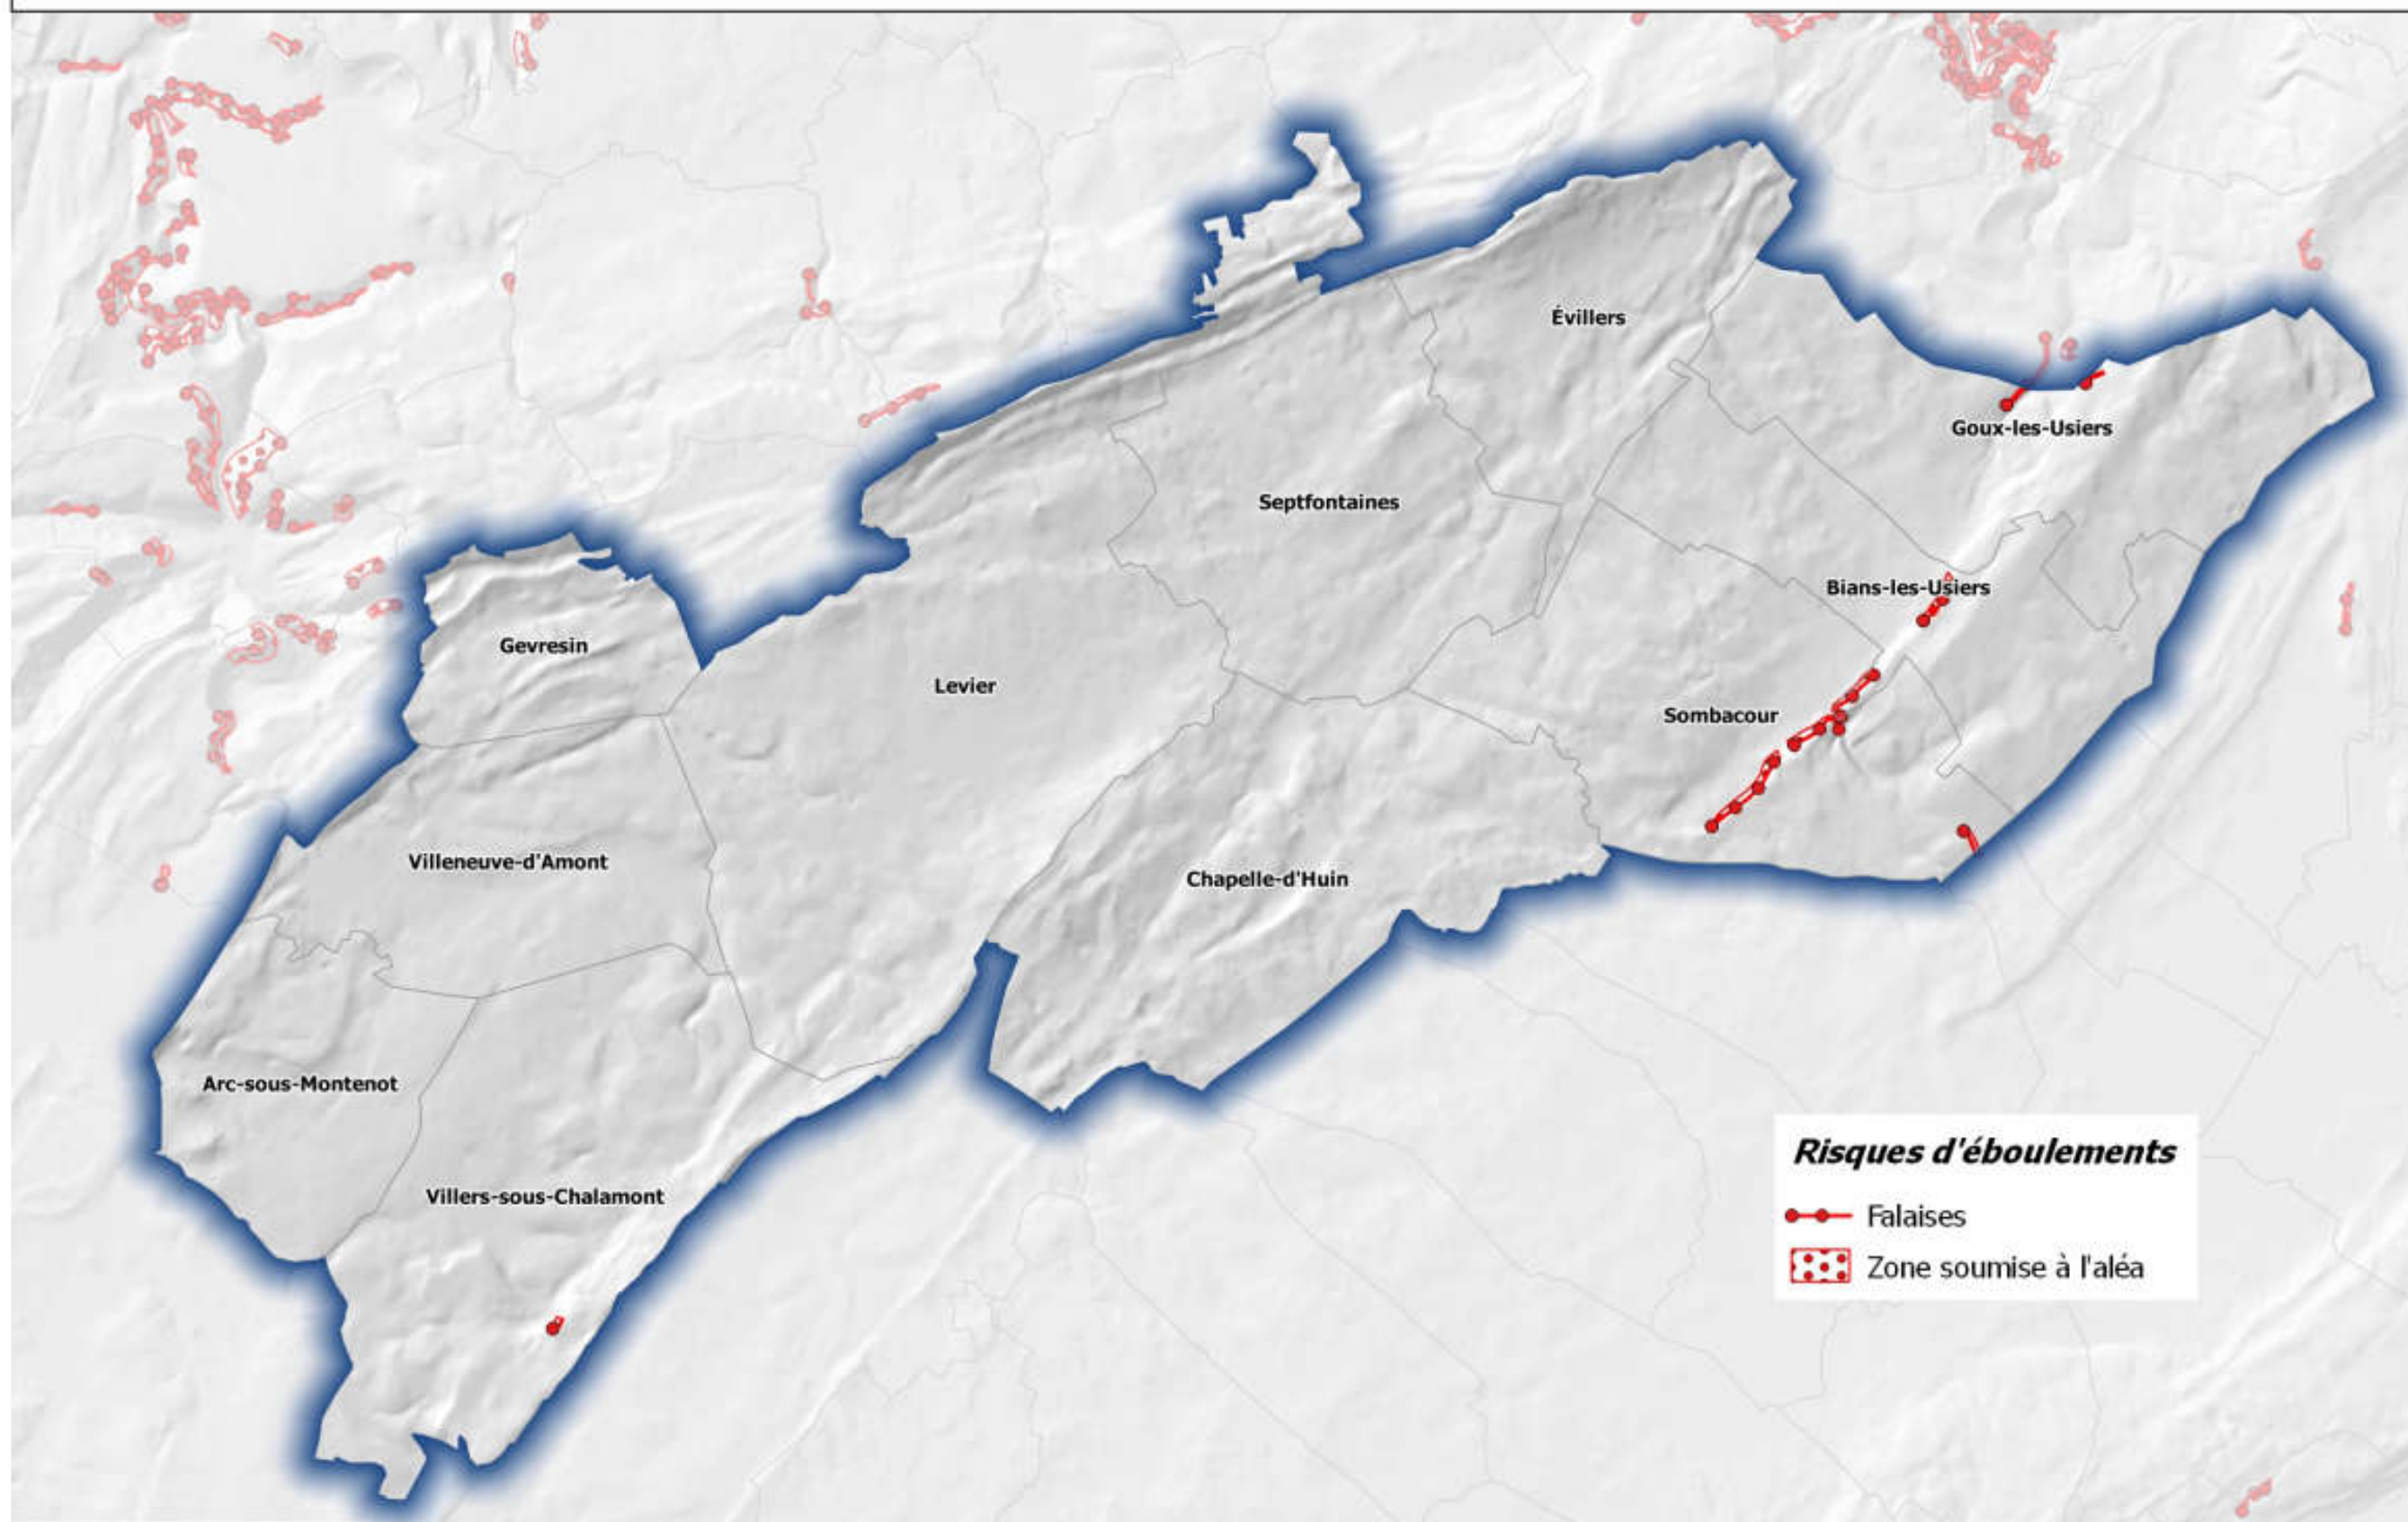 Évillers
Goux-les-Usiers
Septfontaines
Bians-les-Usiers
Gevresin
Levier
Sombacour
Villeneuve-d'Amont
Chapelle-d'Huin
Arc-sous-Montenot
Villers-sous-Chalamont
Risques d'éboulements
Falaises
Zone soumise à l'aléa